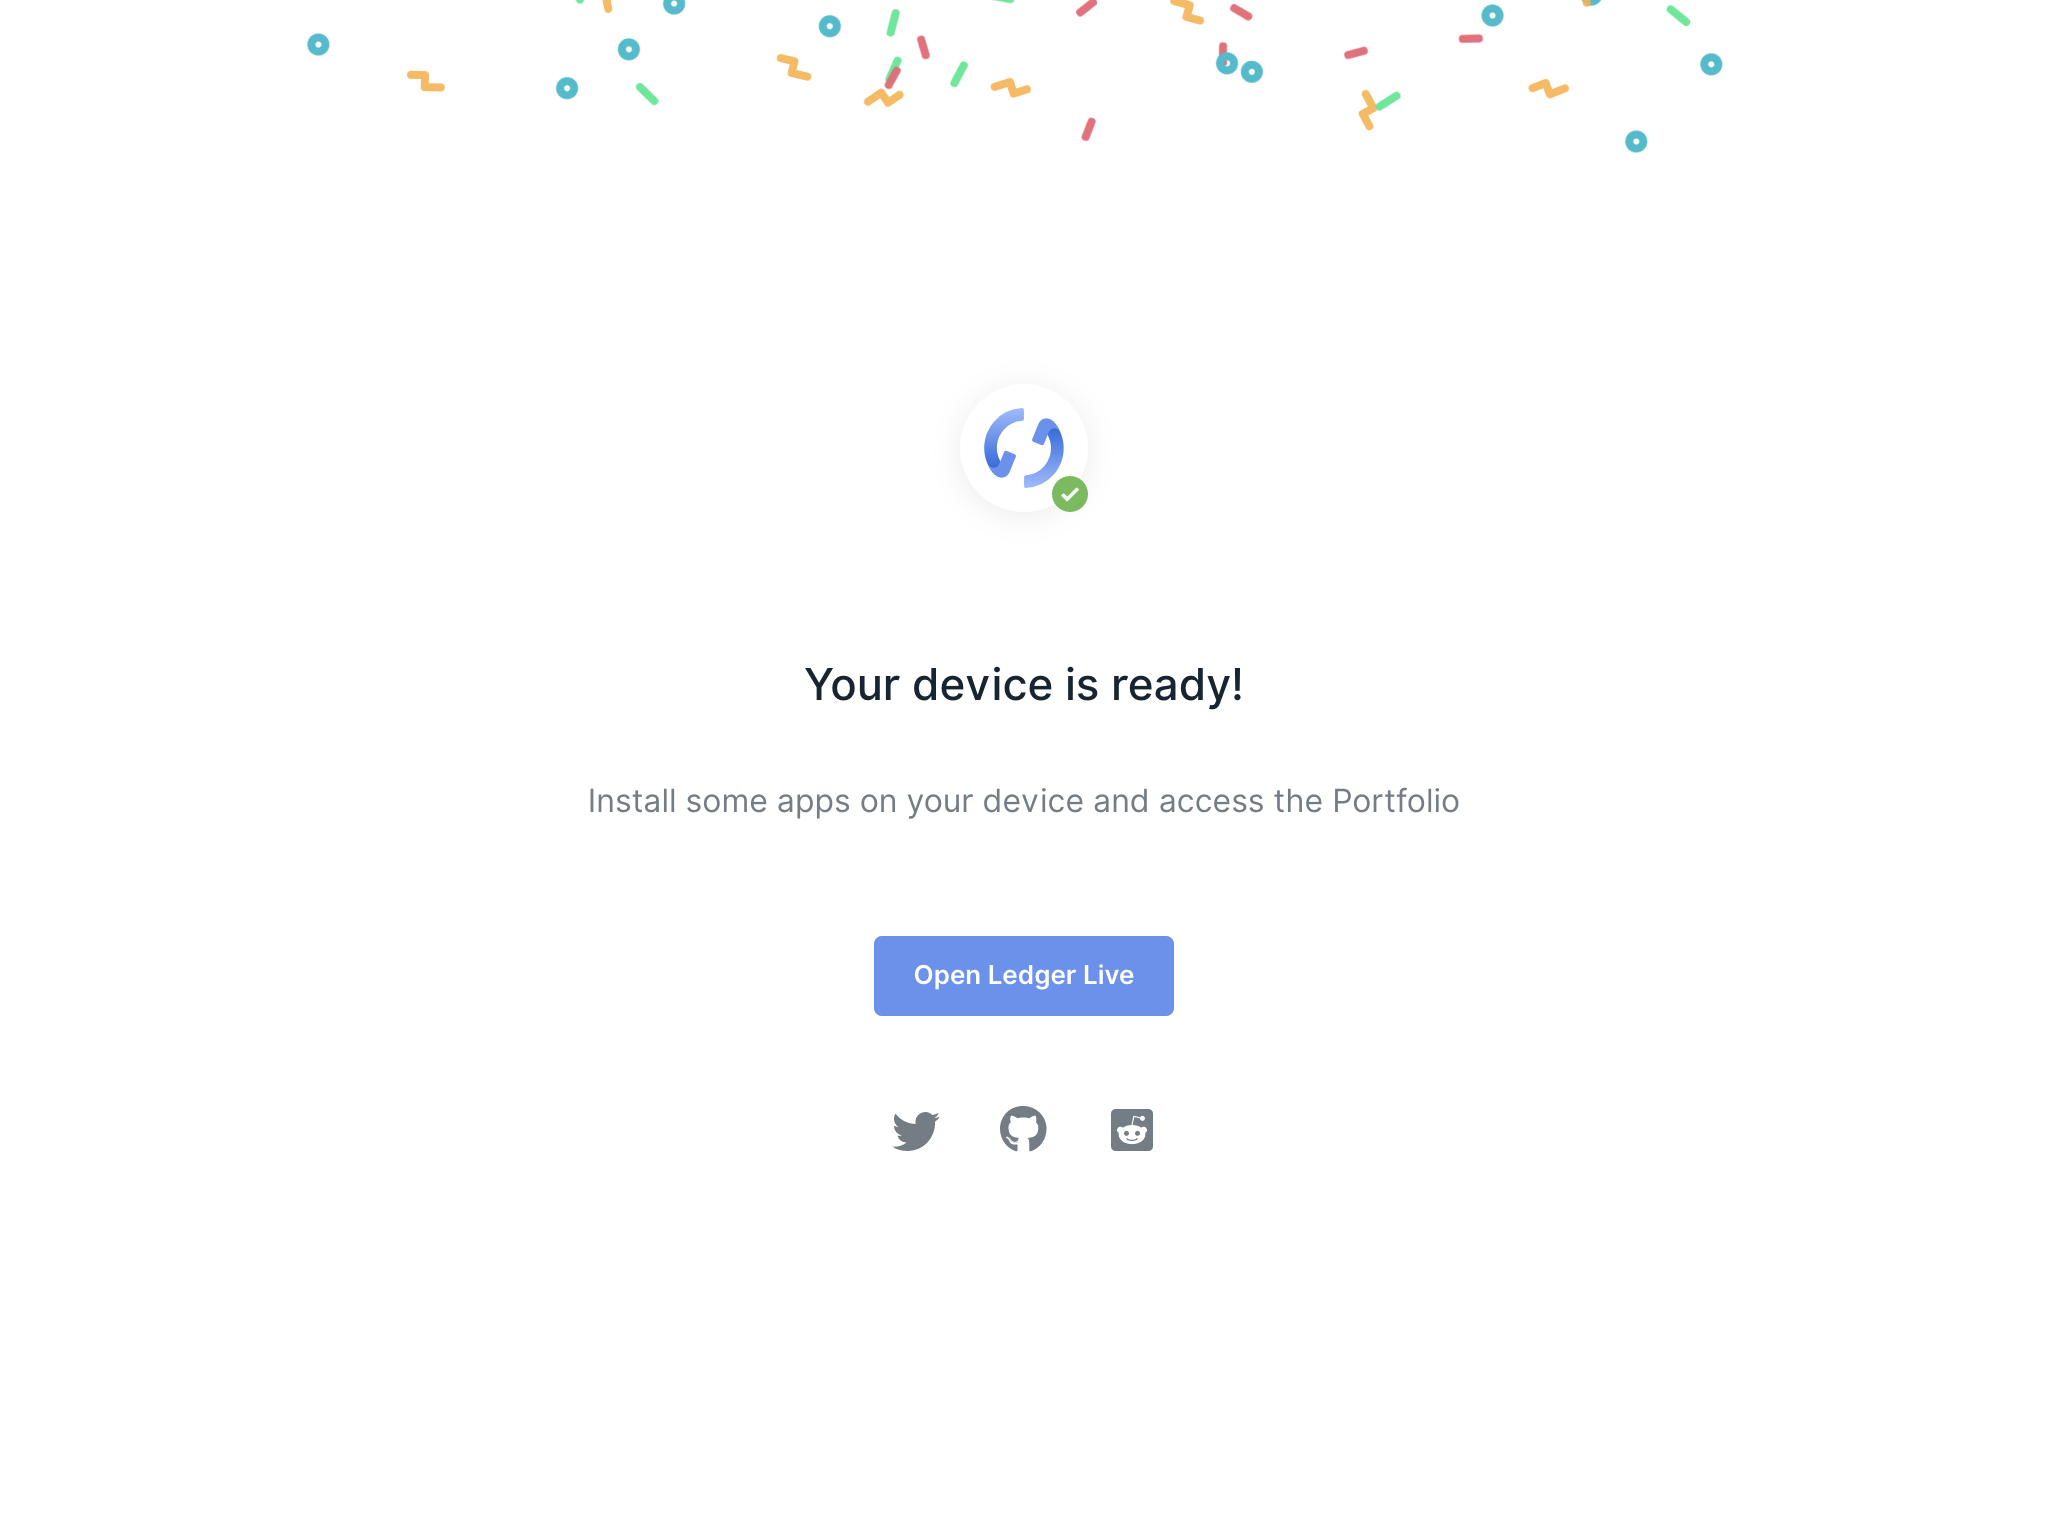 Your device is ready!
Install some apps on your device and access the Portfolio
Open Ledger Live